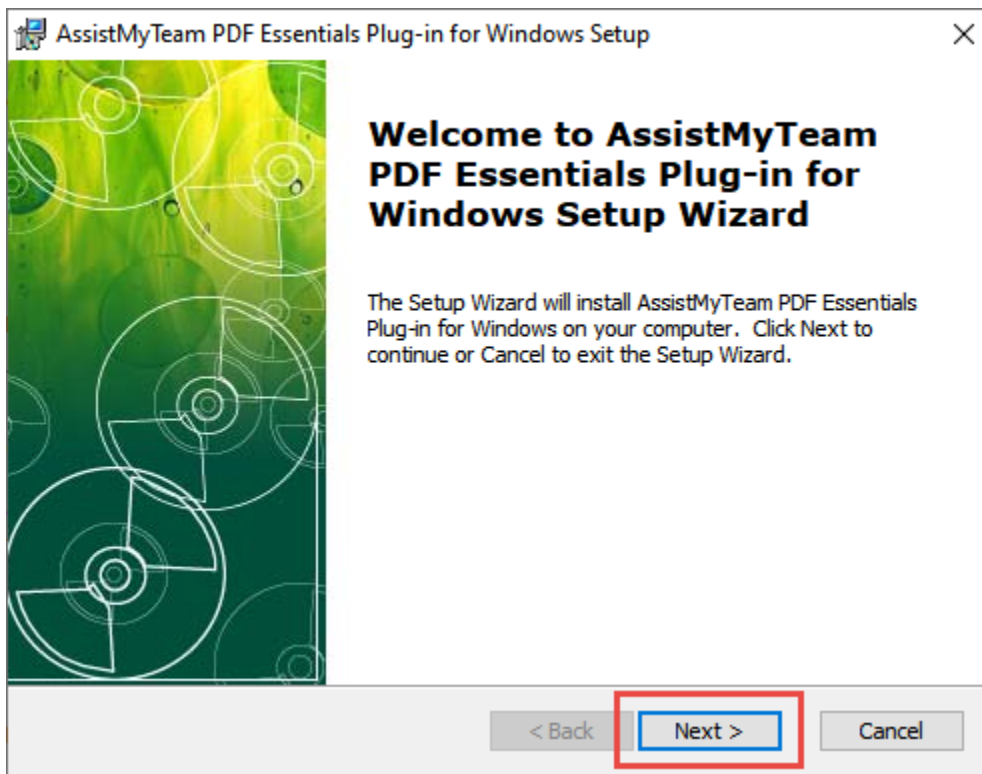 AssistMyTeam PDF Essentials Plug-in for Windows Setup
Welcome to AssistMyTeam
PDF Essentials Plug-in for
Windows Setup Wizard
The Setup Wizard will install AssistMyTeam PDF Essentials
Plug-in for Windows on your computer.  Click Next to
continue or Cancel to exit the Setup Wizard.
< Back
Next >
Cancel